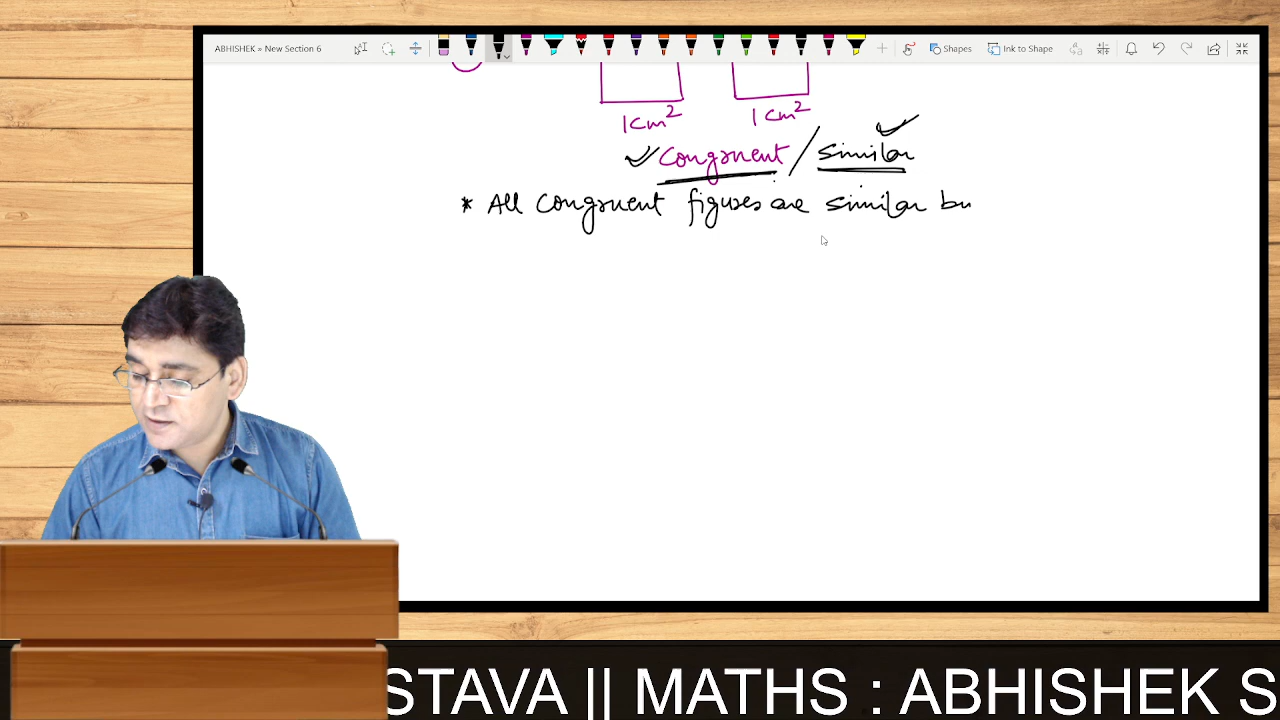 ABHISHEK » New Section 6
Shapes
Ink to Shape
1cm² 1cm²
Congruent / Similar
* All Congruent figures are similar bu
STAVA || MATHS : ABHISHEK S